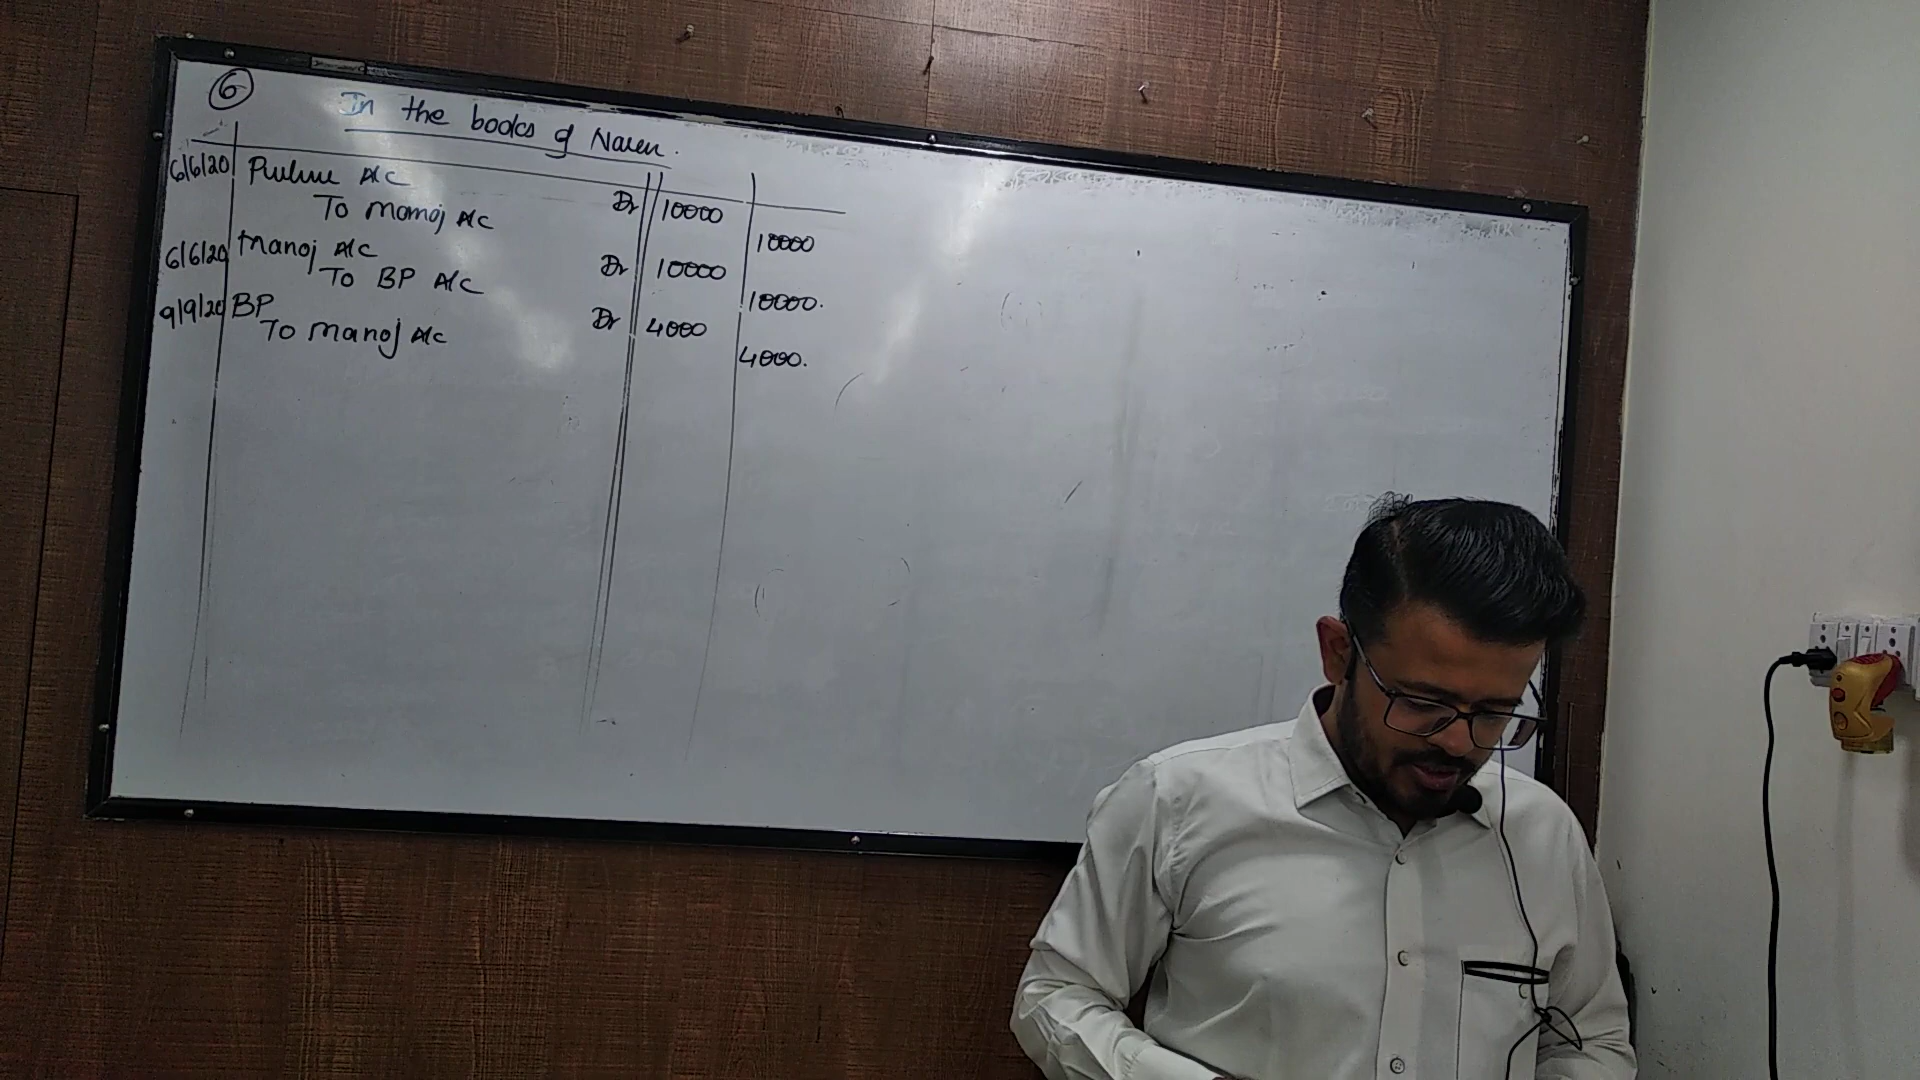 6
In the books of Naren.
6/6/20 Purchase A/c Dr 10000
To Manoj A/c 10000
6/6/20 Manoj A/c Dr 10000
To BP A/c 10000.
9/9/20 BP Dr 4000
To Manoj A/c 4000.